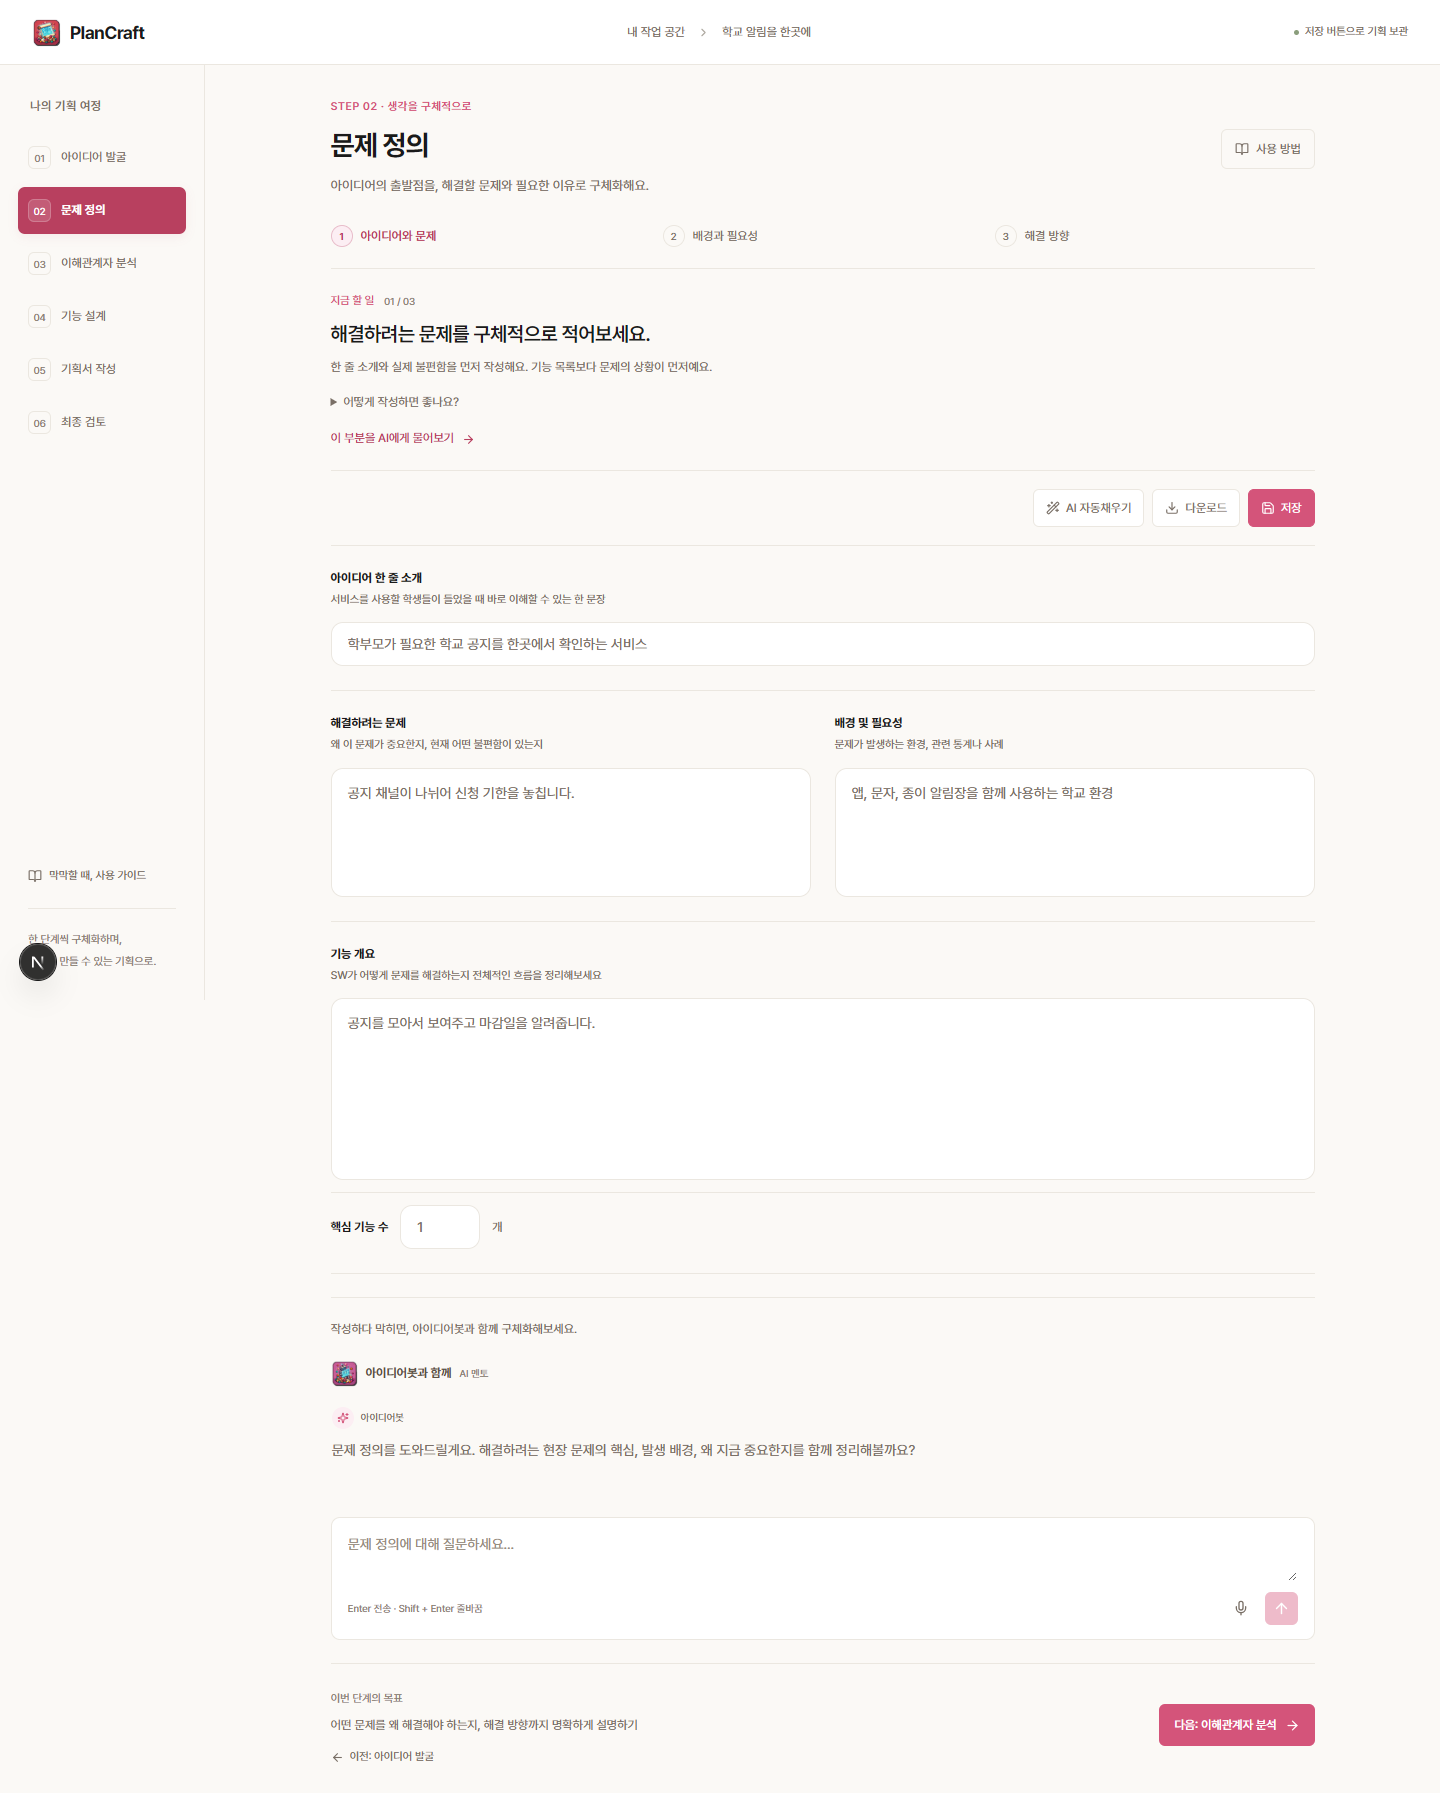 PlanCraft
내 작업 공간 > 학교 알림을 한곳에
저장 버튼으로 기획 보관
나의 기획 여정
01 아이디어 발굴
02 문제 정의
03 이해관계자 분석
04 기능 설계
05 기획서 작성
06 최종 검토
막막할 때, 사용 가이드
한 단계씩 구체화하며,
만들 수 있는 기획으로.
N
STEP 02 · 생각을 구체적으로
문제 정의
사용 방법
아이디어의 출발점을, 해결할 문제와 필요한 이유로 구체화해요.
1 아이디어와 문제
2 배경과 필요성
3 해결 방향
지금 할 일 01 / 03
해결하려는 문제를 구체적으로 적어보세요.
한 줄 소개와 실제 불편함을 먼저 작성해요. 기능 목록보다 문제의 상황이 먼저예요.
어떻게 작성하면 좋나요?
이 부분을 AI에게 물어보기
AI 자동채우기
다운로드
저장
아이디어 한 줄 소개
서비스를 사용할 학생들이 들었을 때 바로 이해할 수 있는 한 문장
학부모가 필요한 학교 공지를 한곳에서 확인하는 서비스
해결하려는 문제
왜 이 문제가 중요한지, 현재 어떤 불편함이 있는지
공지 채널이 나뉘어 신청 기한을 놓칩니다.
배경 및 필요성
문제가 발생하는 환경, 관련 통계나 사례
앱, 문자, 종이 알림장을 함께 사용하는 학교 환경
기능 개요
SW가 어떻게 문제를 해결하는지 전체적인 흐름을 정리해보세요
공지를 모아서 보여주고 마감일을 알려줍니다.
핵심 기능 수 1 개
작성하다 막히면, 아이디어봇과 함께 구체화해보세요.
아이디어봇과 함께 AI 멘토
아이디어봇
문제 정의를 도와드릴게요. 해결하려는 현장 문제의 핵심, 발생 배경, 왜 지금 중요한지를 함께 정리해볼까요?
문제 정의에 대해 질문하세요...
Enter 전송 · Shift + Enter 줄바꿈
이번 단계의 목표
어떤 문제를 왜 해결해야 하는지, 해결 방향까지 명확하게 설명하기
이전: 아이디어 발굴
다음: 이해관계자 분석